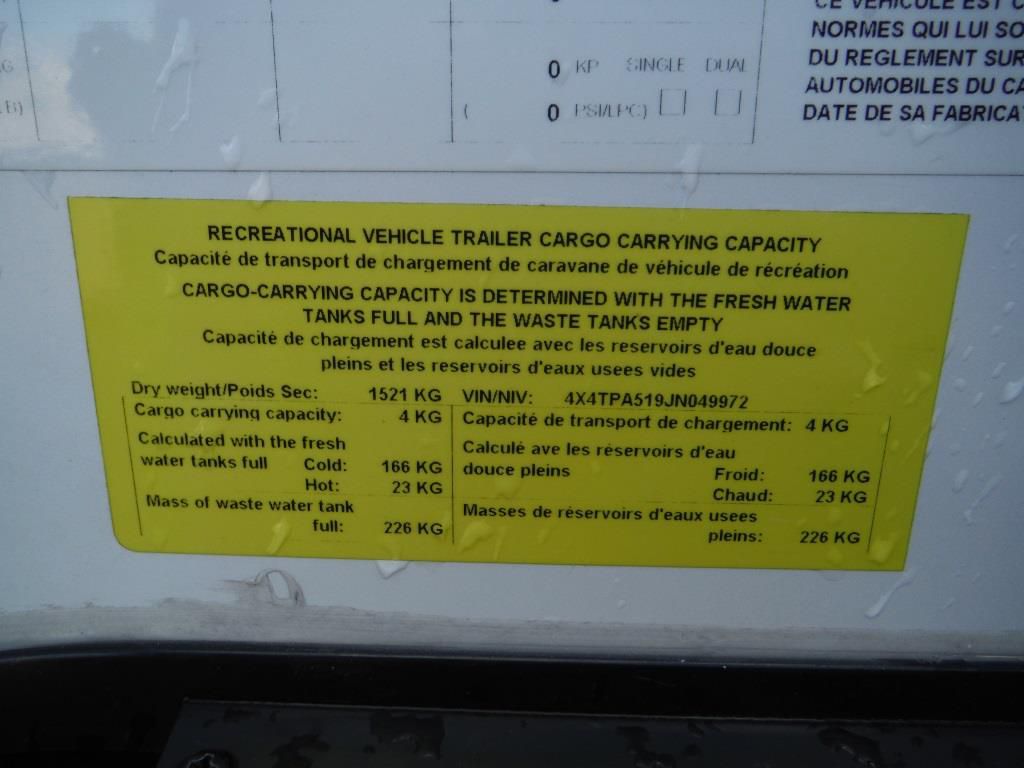 NORMES QUI LUI SO
0 KP SINGLE DUAL
DU REGLEMENT SUR
AUTOMOBILES DU CA
( 0 PSI/LPC)
DATE DE SA FABRICAT
RECREATIONAL VEHICLE TRAILER CARGO CARRYING CAPACITY
Capacité de transport de chargement de caravane de véhicule de récréation
CARGO-CARRYING CAPACITY IS DETERMINED WITH THE FRESH WATER
TANKS FULL AND THE WASTE TANKS EMPTY
Capacité de chargement est calculee avec les reservoirs d'eau douce
pleins et les reservoirs d'eaux usees vides
Dry weight/Poids Sec: 1521 KG VIN/NIV: 4X4TPA519JN049972
Cargo carrying capacity: 4 KG Capacité de transport de chargement: 4 KG
Calculated with the fresh Calculé ave les réservoirs d'eau
water tanks full Cold: 166 KG douce pleins Froid: 166 KG
Hot: 23 KG Chaud: 23 KG
Mass of waste water tank Masses de réservoirs d'eaux usees
full: 226 KG pleins: 226 KG